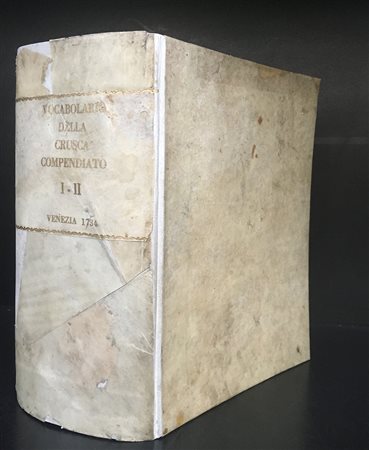 VOCABOLARIO
DELLA
CRUSCA
COMPENDIATO
I-II
VENEZIA 1734